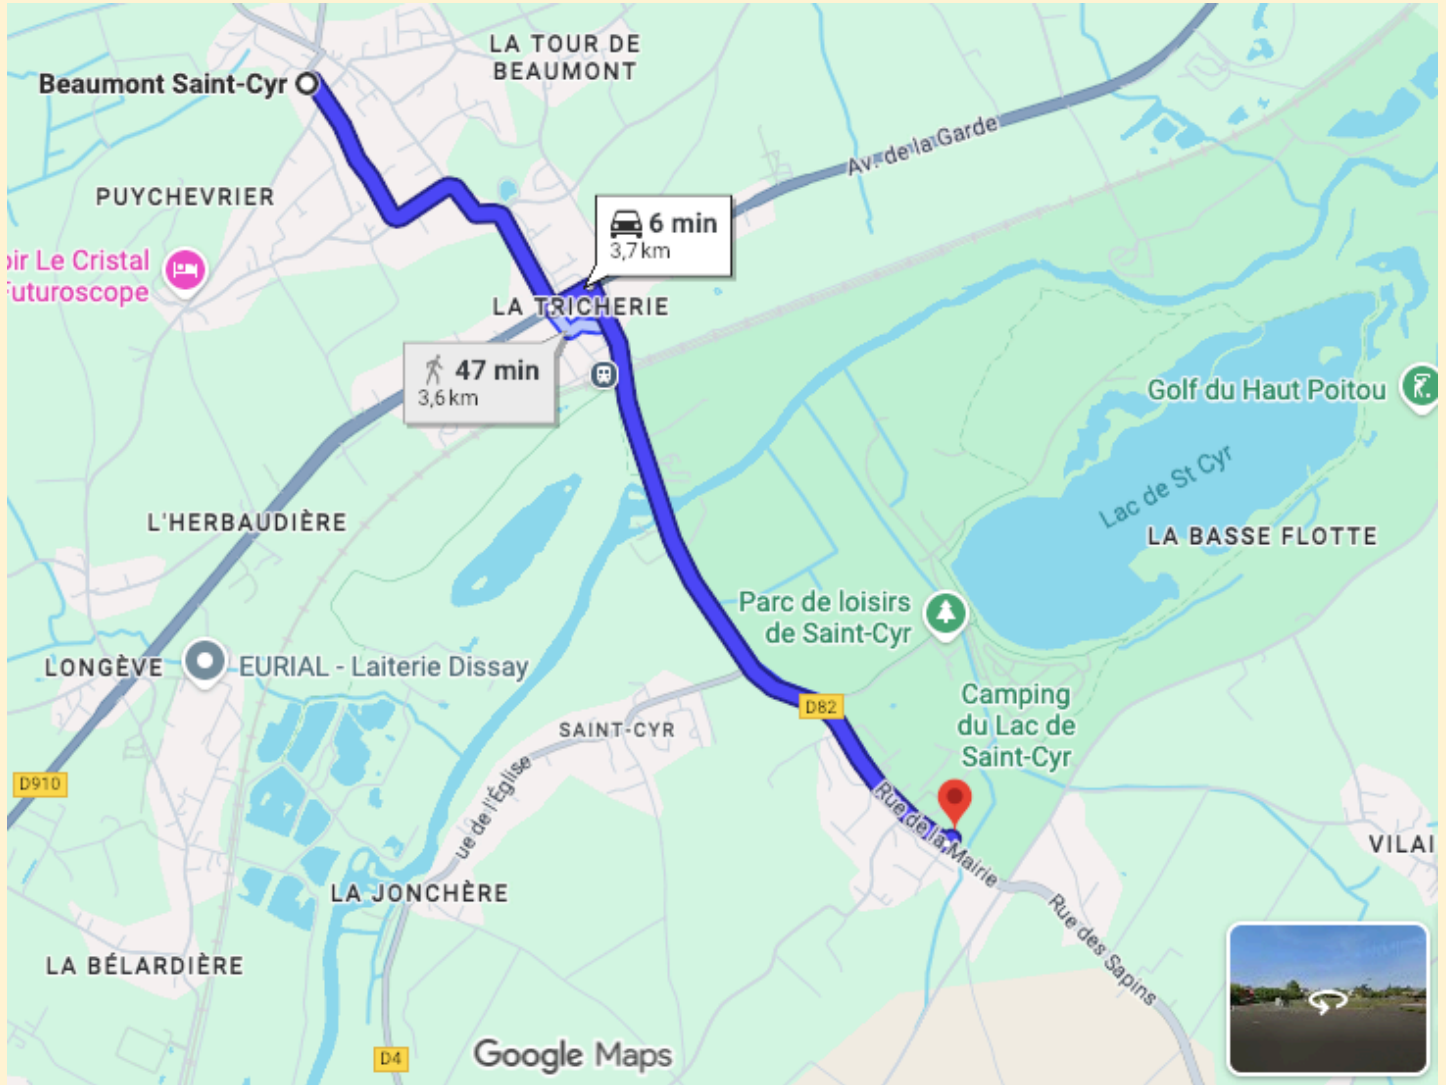 LA TOUR DE
BEAUMONT
Beaumont Saint-Cyr
Av. de la Garde
PUYCHEVRIER
6 min
3,7 km
oir Le Cristal
Futuroscope
LA TRICHERIE
47 min
3,6 km
Golf du Haut Poitou
Lac de St Cyr
L'HERBAUDIÈRE
LA BASSE FLOTTE
Parc de loisirs
de Saint-Cyr
LONGÈVE
EURIAL - Laiterie Dissay
Camping
du Lac de
Saint-Cyr
D82
SAINT-CYR
D910
ue de l'Église
Rue de la Mairie
VILAI
LA JONCHÈRE
Rue des Sapins
LA BÉLARDIÈRE
D4
Google Maps